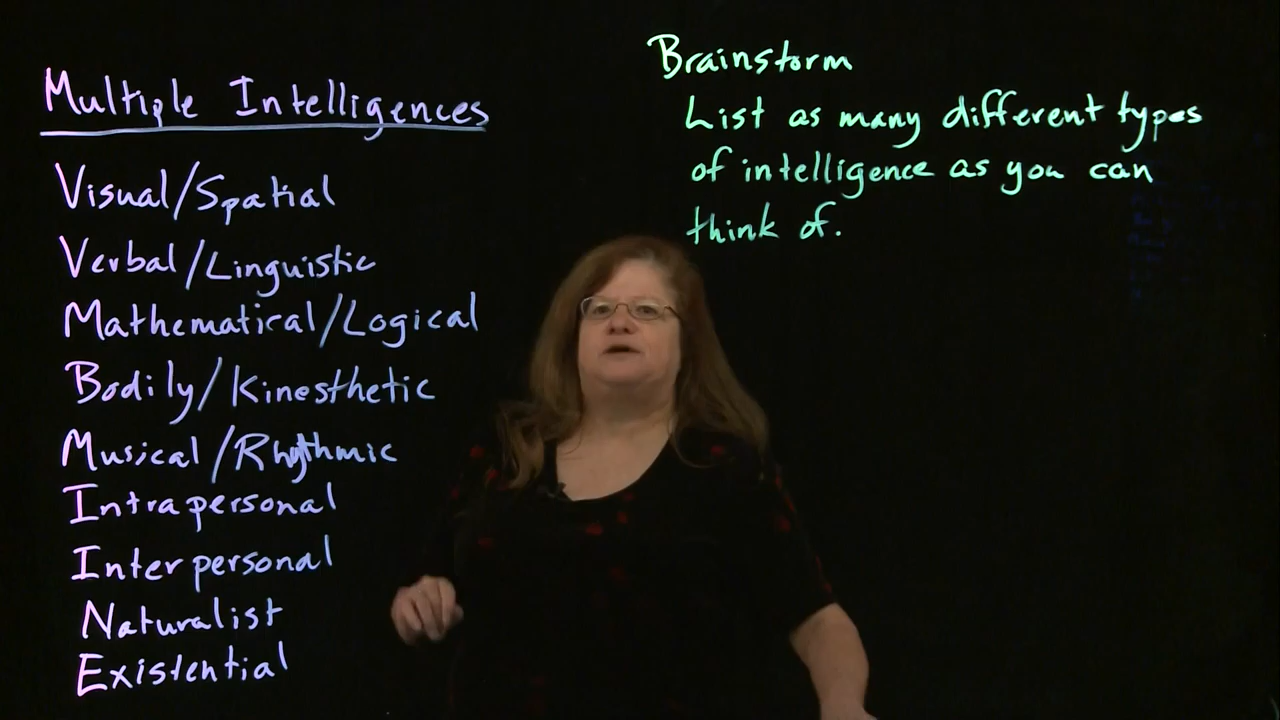 Multiple Intelligences
Visual/Spatial
Verbal/Linguistic
Mathematical/Logical
Bodily/Kinesthetic
Musical/Rhythmic
Intrapersonal
Interpersonal
Naturalist
Existential
Brainstorm
List as many different types
of intelligence as you can
think of.